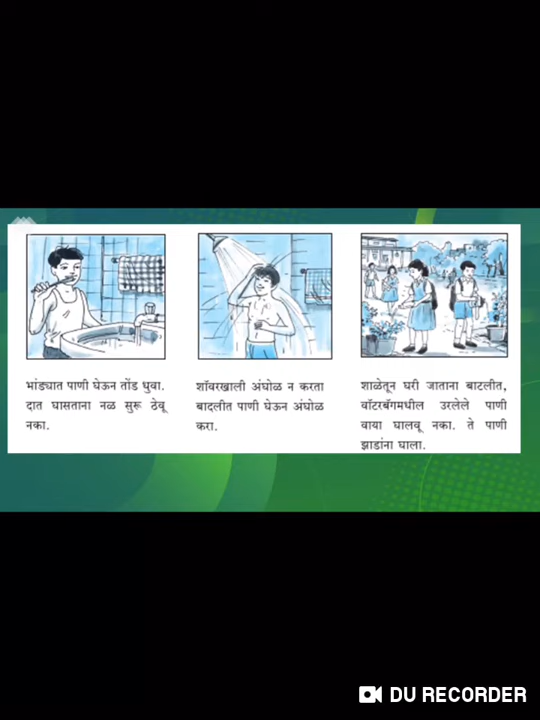 भांड्यात पाणी घेऊन तोंड धुवा.
दात घासताना नळ सुरू ठेवू
नका.
शॉवरखाली अंघोळ न करता
बादलीत पाणी घेऊन अंघोळ
करा.
शाळेतून घरी जाताना बाटलीत,
वॉटरबॅगमधील उरलेले पाणी
वाया घालवू नका. ते पाणी
झाडांना घाला.
DU RECORDER